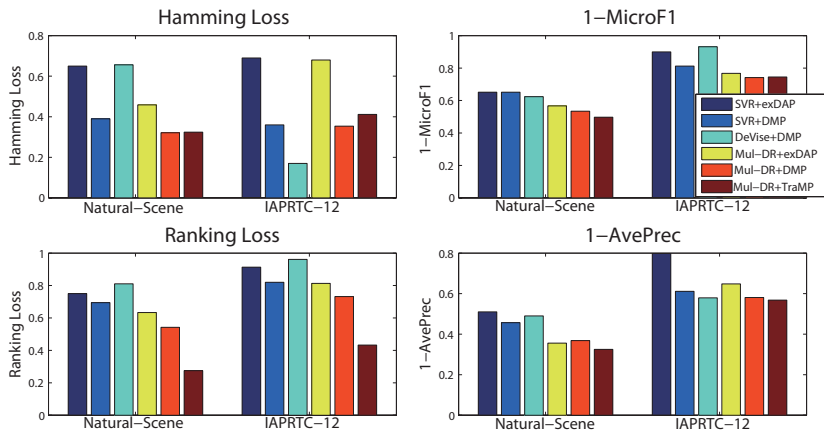 Hamming Loss
0.8
0.6
0.4
0.2
0
Hamming Loss
Natural−Scene IAPRTC−12
1−MicroF1
1
0.8
0.6
0.4
0.2
0
1−MicroF1
Natural−Scene IAPRTC−12
SVR+exDAP
SVR+DMP
DeVise+DMP
Mul−DR+exDAP
Mul−DR+DMP
Mul−DR+TraMP
Ranking Loss
1
0.8
0.6
0.4
0.2
0
Ranking Loss
Natural−Scene IAPRTC−12
1−AvePrec
0.8
0.6
0.4
0.2
0
1−AvePrec
Natural−Scene IAPRTC−12